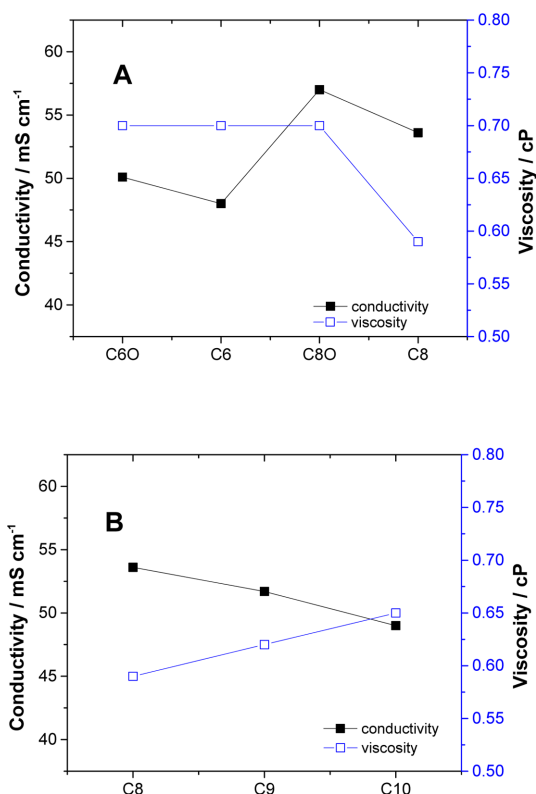 A
Conductivity / mS cm⁻¹
60
55
50
45
40
0.80
0.75
0.70
0.65
0.60
0.55
0.50
Viscosity / cP
conductivity
viscosity
C6O
C6
C8O
C8
B
Conductivity / mS cm⁻¹
60
55
50
45
40
0.80
0.75
0.70
0.65
0.60
0.55
0.50
Viscosity / cP
conductivity
viscosity
C8
C9
C10